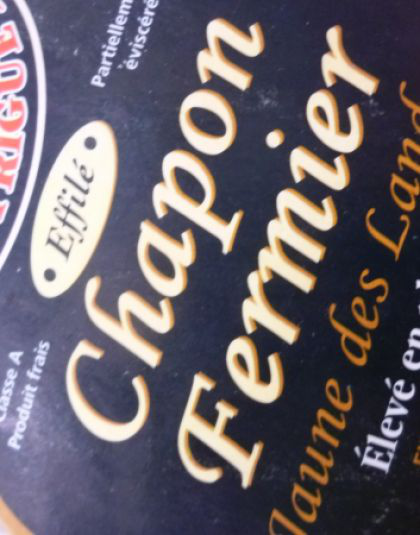 Partiellem
éviscéré
Effilé
Chapon
Fermier
Jaune des Land
Élevé en
Classe A
Produit frais